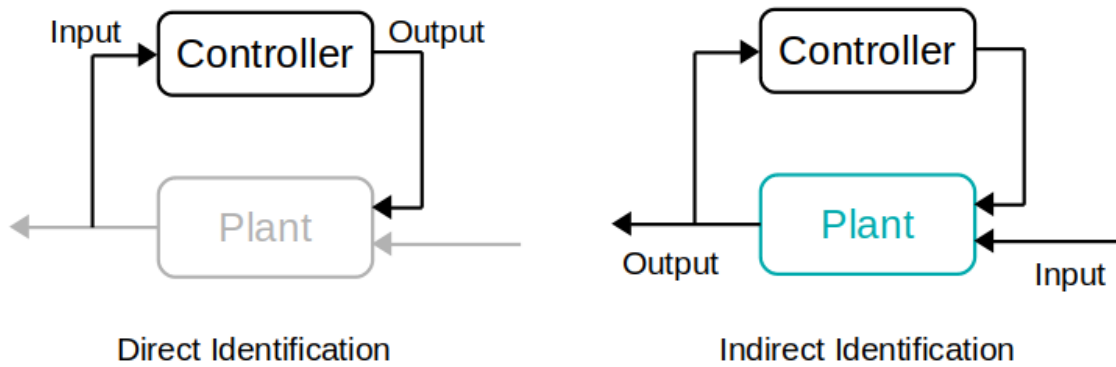 Input
Controller
Output
Plant
Direct Identification
Controller
Plant
Output
Input
Indirect Identification